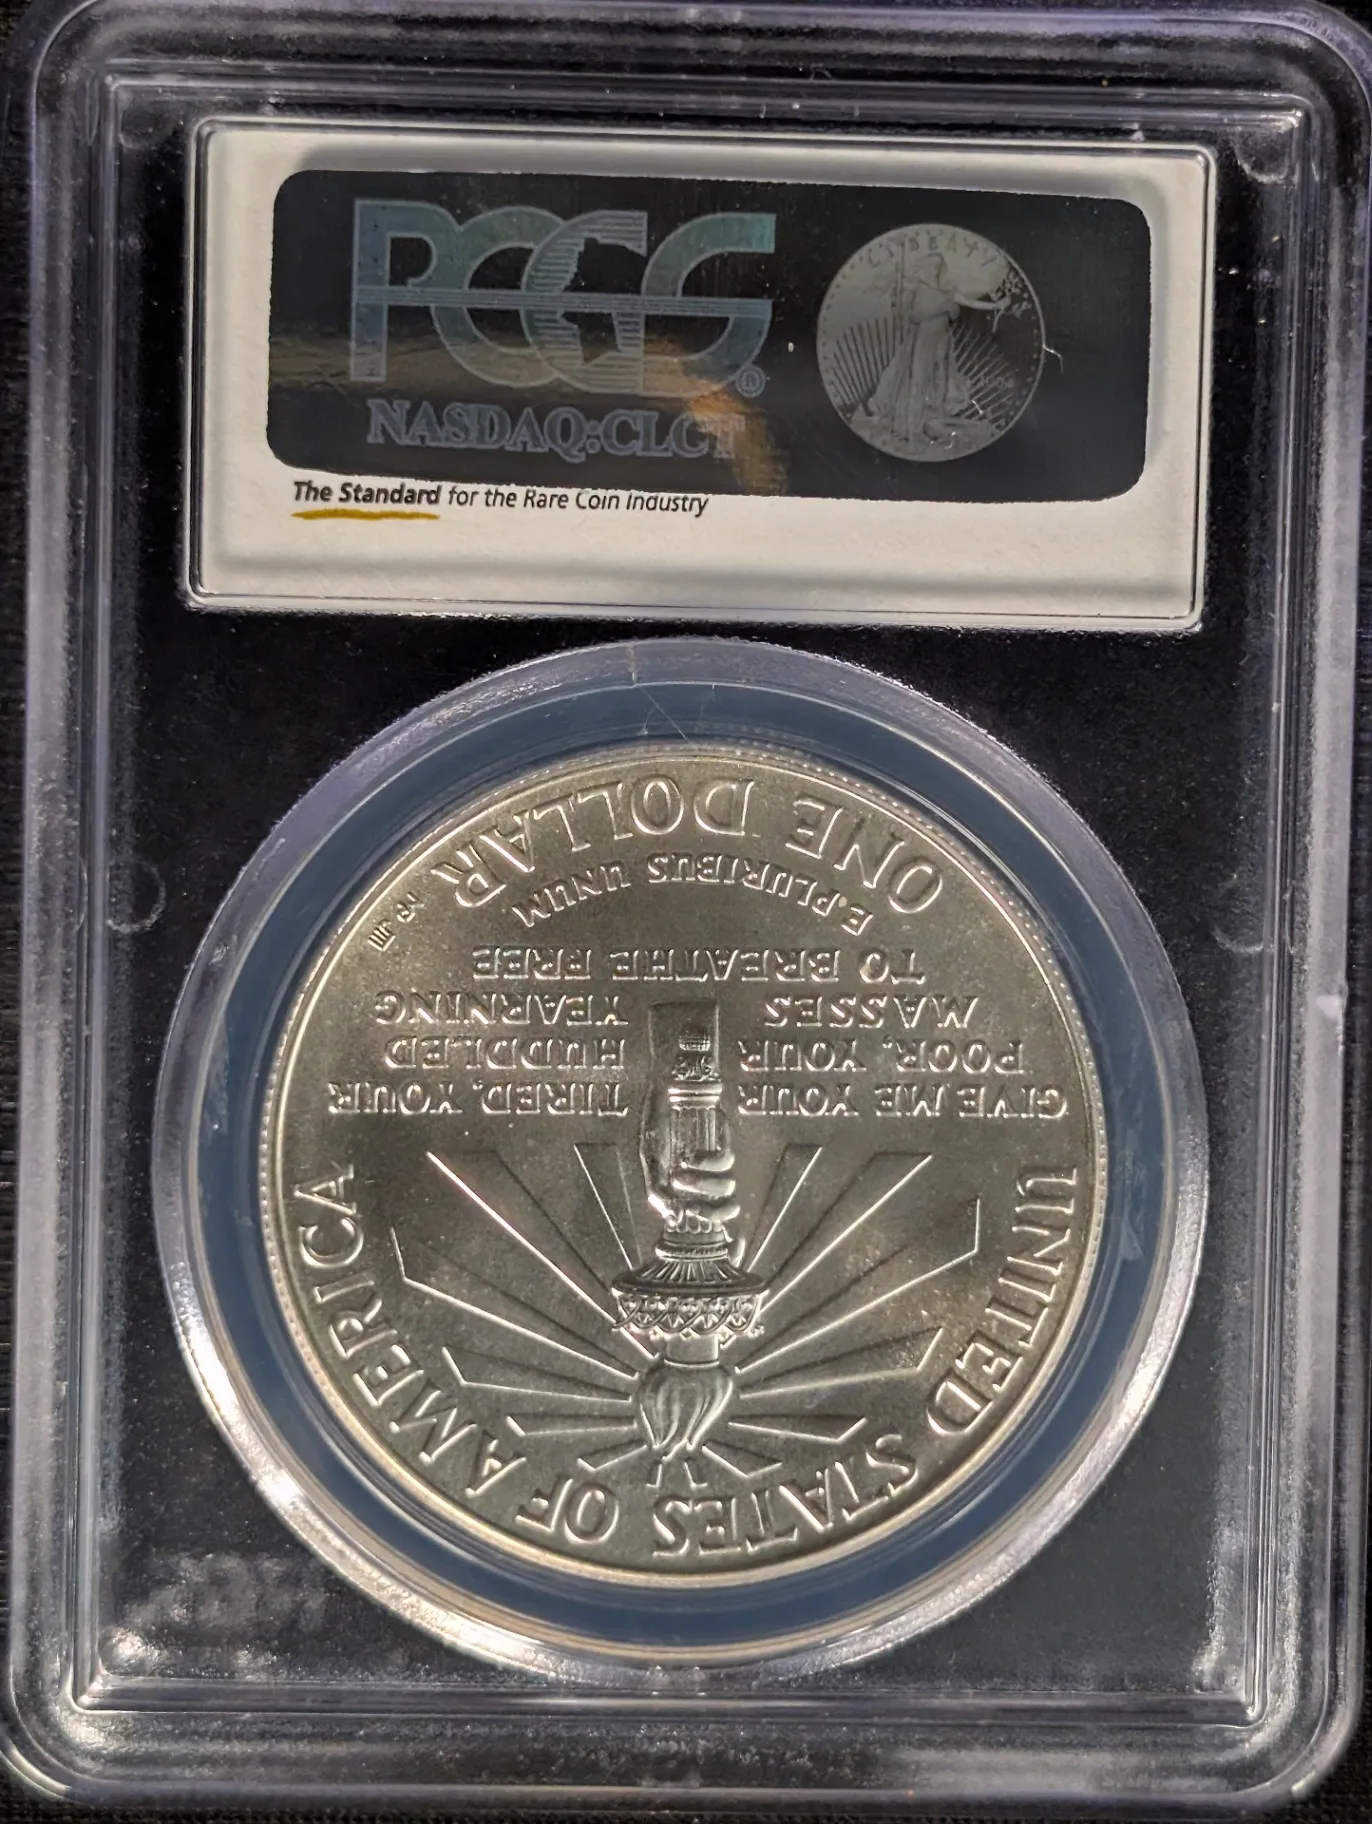 PCGS®
NASDAQ:CLCT
LIBERTY
The Standard for the Rare Coin Industry
UNITED STATES OF AMERICA
GIVE ME YOUR TIRED, YOUR
POOR, YOUR HUDDLED
MASSES YEARNING
TO BREATHE FREE
E.PLURIBUS UNUM
ONE DOLLAR